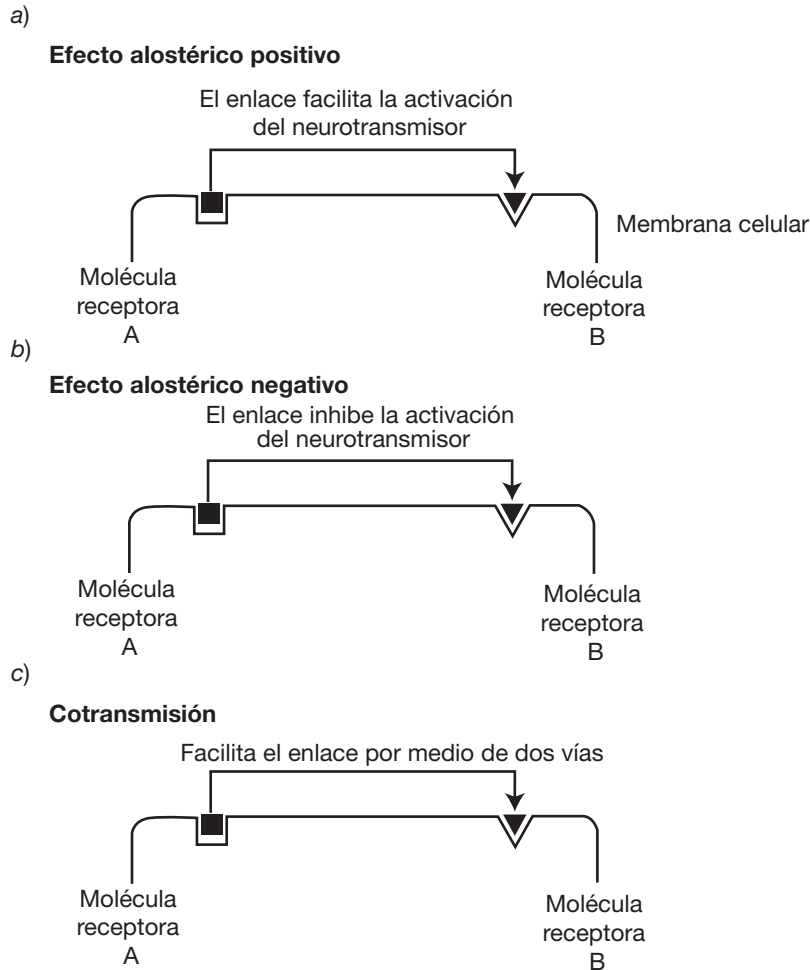 a)
Efecto alostérico positivo
El enlace facilita la activación
del neurotransmisor
Membrana celular
Molécula
receptora
A
Molécula
receptora
B
b)
Efecto alostérico negativo
El enlace inhibe la activación
del neurotransmisor
Molécula
receptora
A
Molécula
receptora
B
c)
Cotransmisión
Facilita el enlace por medio de dos vías
Molécula
receptora
A
Molécula
receptora
B